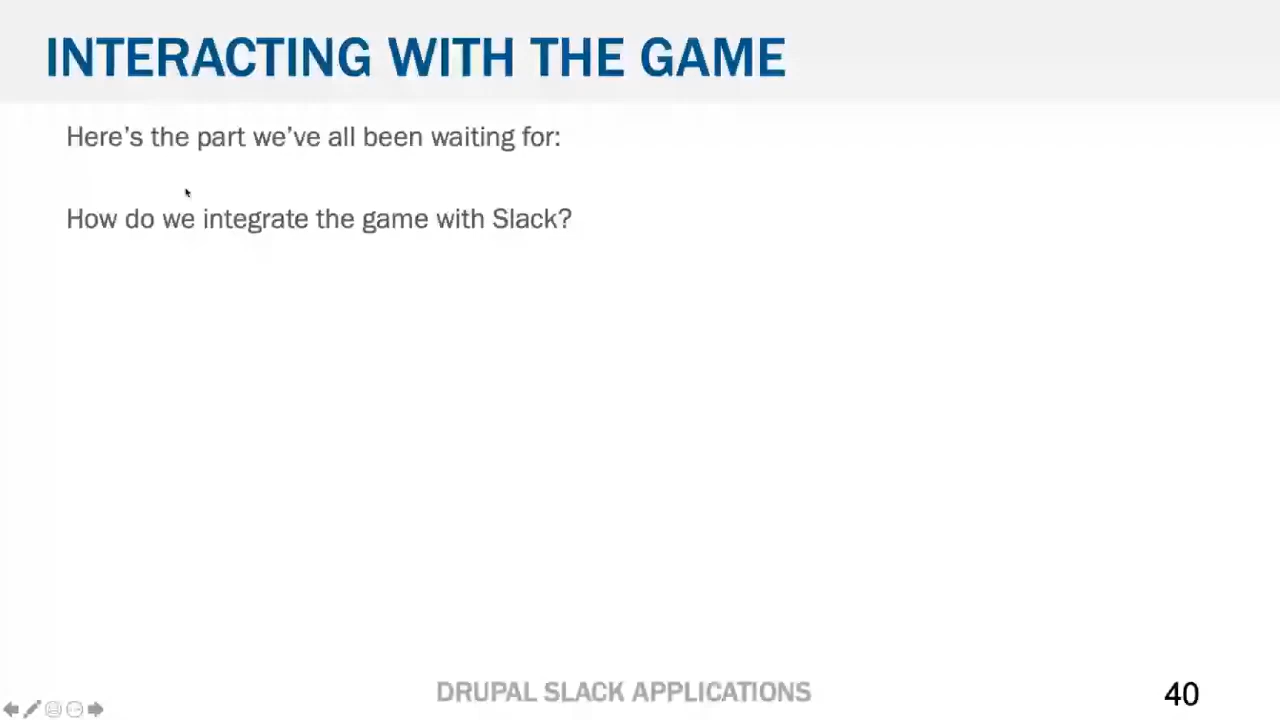 INTERACTING WITH THE GAME
Here’s the part we’ve all been waiting for:
How do we integrate the game with Slack?
DRUPAL SLACK APPLICATIONS
40